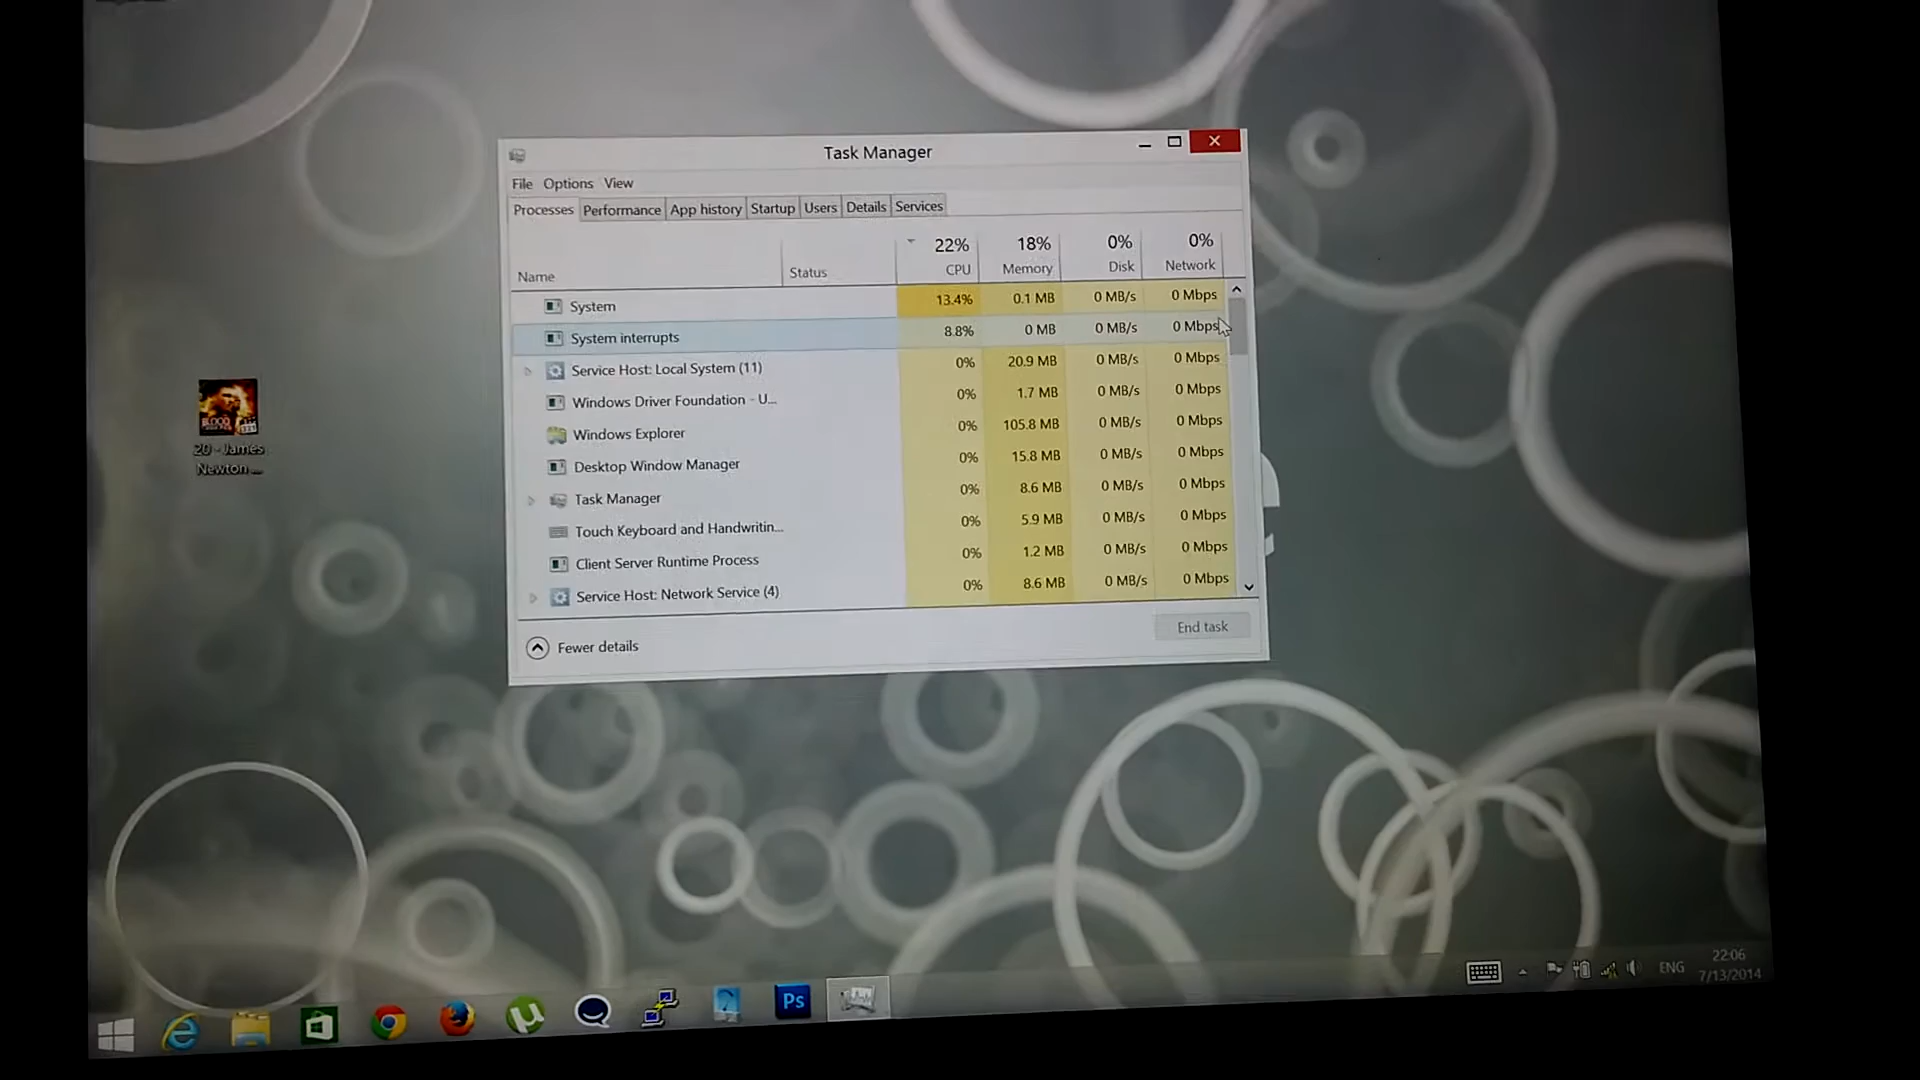 Task Manager
File Options View
Processes Performance App history Startup Users Details Services
22% 18% 0% 0%
Name Status CPU Memory Disk Network
System 13.4% 0.1 MB 0 MB/s 0 Mbps
System interrupts 8.8% 0 MB 0 MB/s 0 Mbps
Service Host: Local System (11) 0% 20.9 MB 0 MB/s 0 Mbps
Windows Driver Foundation - U... 0% 1.7 MB 0 MB/s 0 Mbps
Windows Explorer 0% 105.8 MB 0 MB/s 0 Mbps
Desktop Window Manager 0% 15.8 MB 0 MB/s 0 Mbps
Task Manager 0% 8.6 MB 0 MB/s 0 Mbps
Touch Keyboard and Handwritin... 0% 5.9 MB 0 MB/s 0 Mbps
Client Server Runtime Process 0% 1.2 MB 0 MB/s 0 Mbps
Service Host: Network Service (4) 0% 8.6 MB 0 MB/s 0 Mbps
Fewer details End task
BLOOD
20 - James
Newton ...
Ps
ENG
22:06
7/13/2014